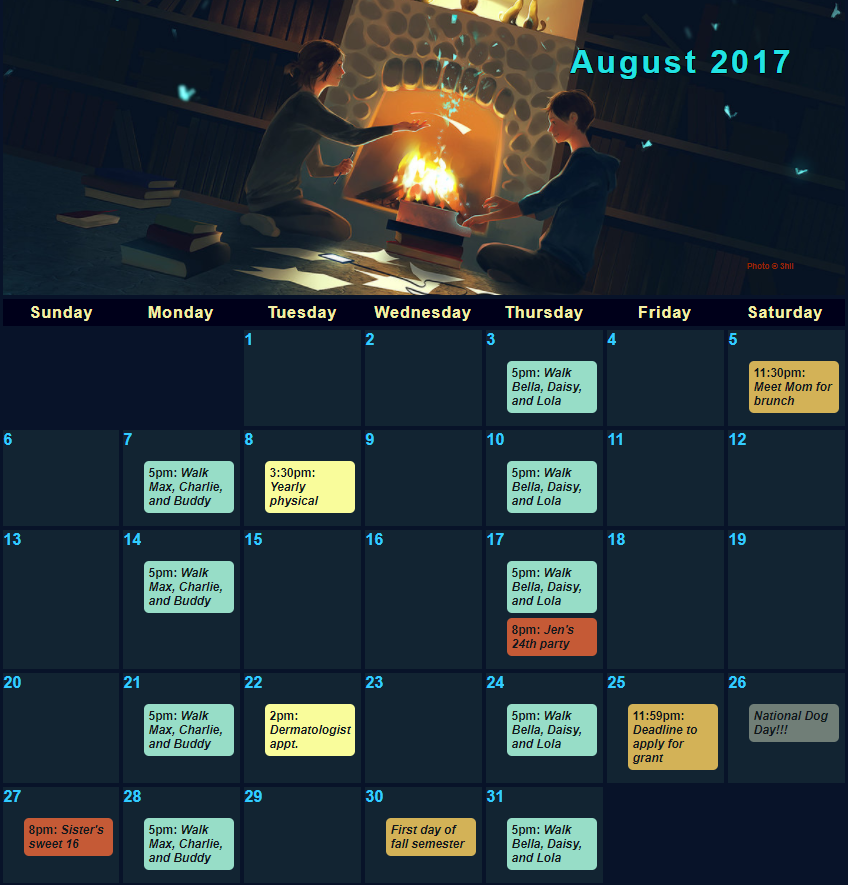 August 2017
Photo © Shil
Sunday Monday Tuesday Wednesday Thursday Friday Saturday
1 2 3 4 5
5pm: Walk
Bella, Daisy,
and Lola
11:30pm:
Meet Mom for
brunch
6 7 8 9 10 11 12
5pm: Walk
Max, Charlie,
and Buddy
3:30pm:
Yearly
physical
5pm: Walk
Bella, Daisy,
and Lola
13 14 15 16 17 18 19
5pm: Walk
Max, Charlie,
and Buddy
5pm: Walk
Bella, Daisy,
and Lola
8pm: Jen's
24th party
20 21 22 23 24 25 26
5pm: Walk
Max, Charlie,
and Buddy
2pm:
Dermatologist
appt.
5pm: Walk
Bella, Daisy,
and Lola
11:59pm:
Deadline to
apply for
grant
National Dog
Day!!!
27 28 29 30 31
8pm: Sister's
sweet 16
5pm: Walk
Max, Charlie,
and Buddy
First day of
fall semester
5pm: Walk
Bella, Daisy,
and Lola